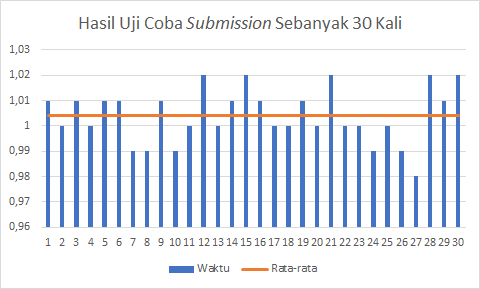 Hasil Uji Coba Submission Sebanyak 30 Kali
1,03
1,02
1,01
1
0,99
0,98
0,97
0,96
1 2 3 4 5 6 7 8 9 10 11 12 13 14 15 16 17 18 19 20 21 22 23 24 25 26 27 28 29 30
Waktu Rata-rata